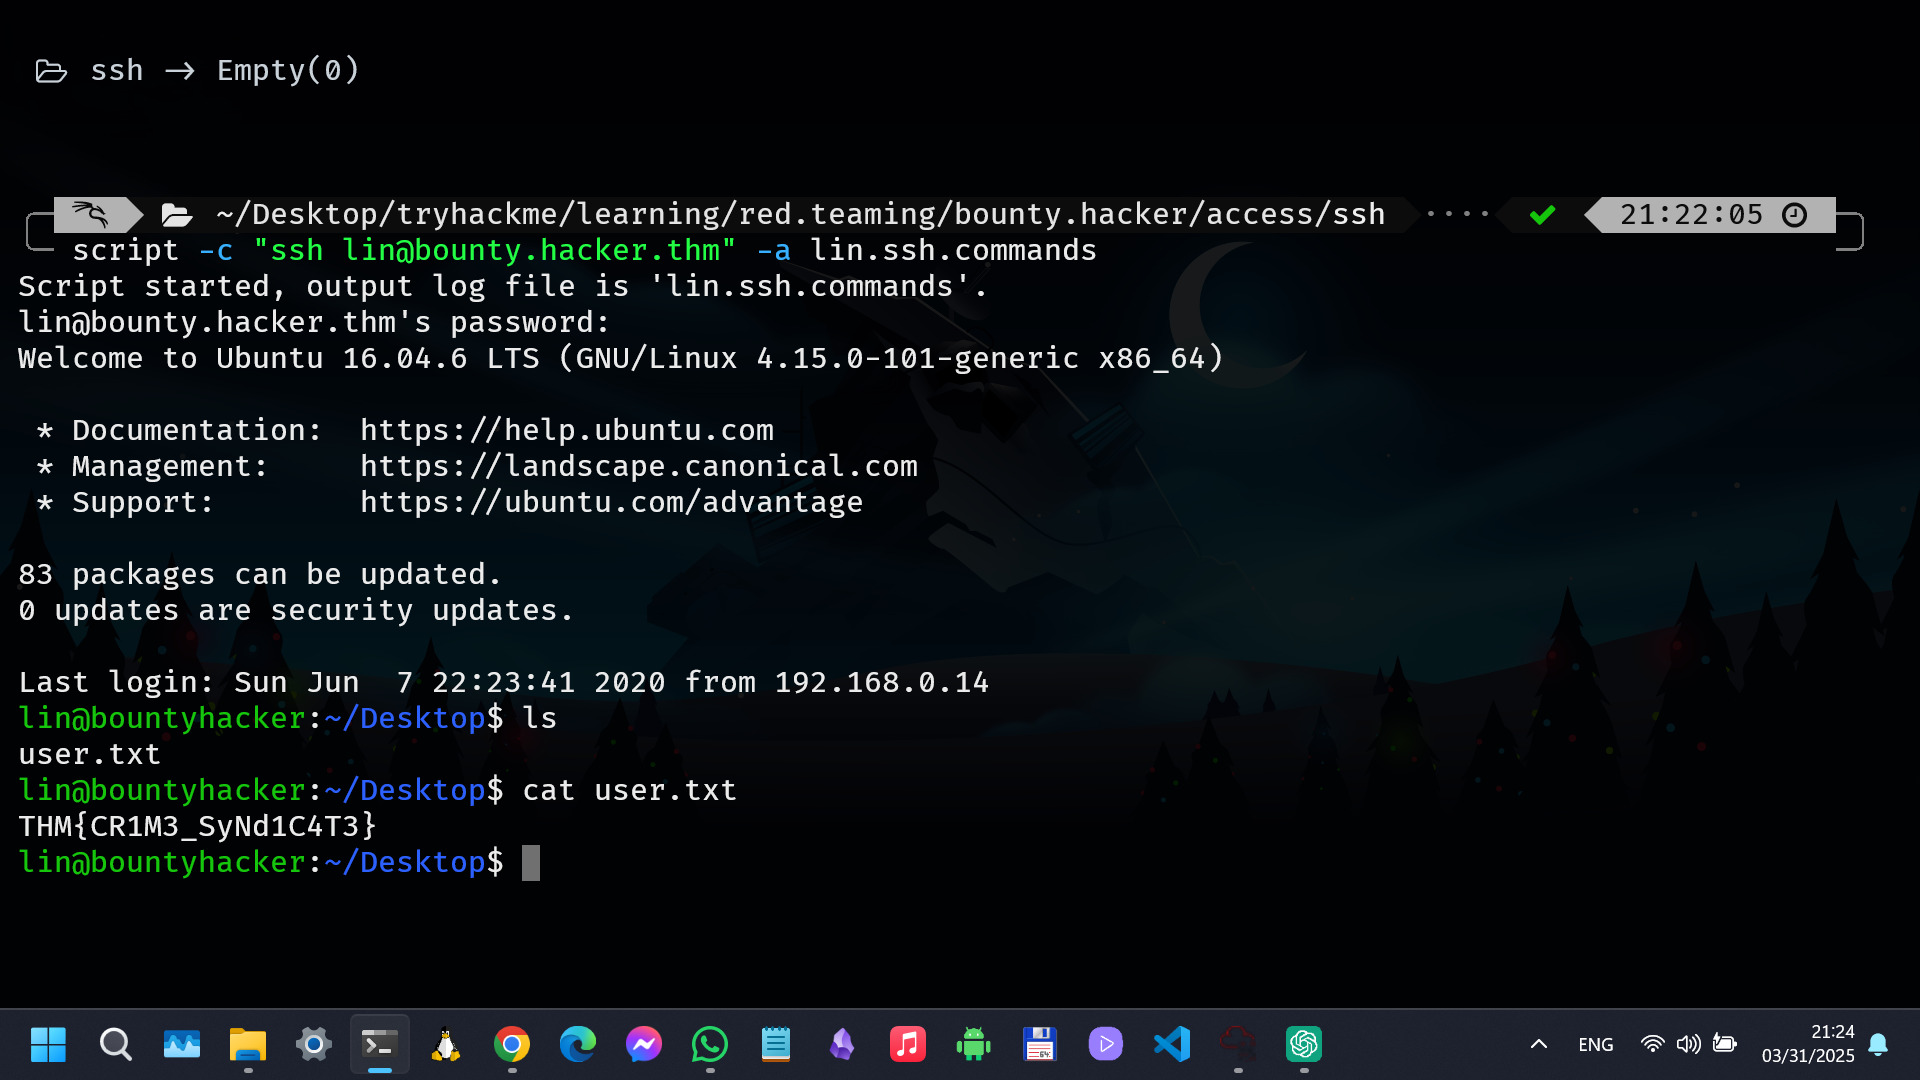 ssh → Empty(0)
~/Desktop/tryhackme/learning/red.teaming/bounty.hacker/access/ssh ···· ✔ 21:22:05
script -c "ssh lin@bounty.hacker.thm" -a lin.ssh.commands
Script started, output log file is 'lin.ssh.commands'.
lin@bounty.hacker.thm's password:
Welcome to Ubuntu 16.04.6 LTS (GNU/Linux 4.15.0-101-generic x86_64)
* Documentation:  https://help.ubuntu.com
* Management:     https://landscape.canonical.com
* Support:        https://ubuntu.com/advantage
83 packages can be updated.
0 updates are security updates.
Last login: Sun Jun  7 22:23:41 2020 from 192.168.0.14
lin@bountyhacker:~/Desktop$ ls
user.txt
lin@bountyhacker:~/Desktop$ cat user.txt
THM{CR1M3_SyNd1C4T3}
lin@bountyhacker:~/Desktop$
64
ENG
21:24
03/31/2025